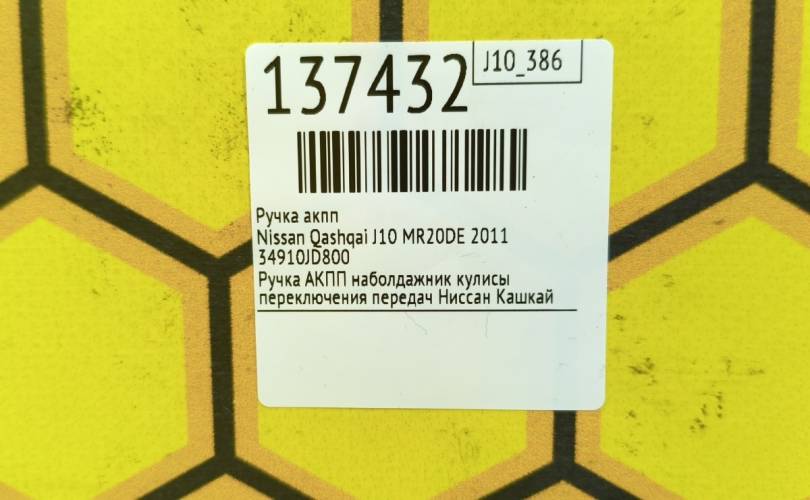 137432
J10_386
Ручка акпп
Nissan Qashqai J10 MR20DE 2011
34910JD800
Ручка АКПП наболдажник кулисы
переключения передач Ниссан Кашкай